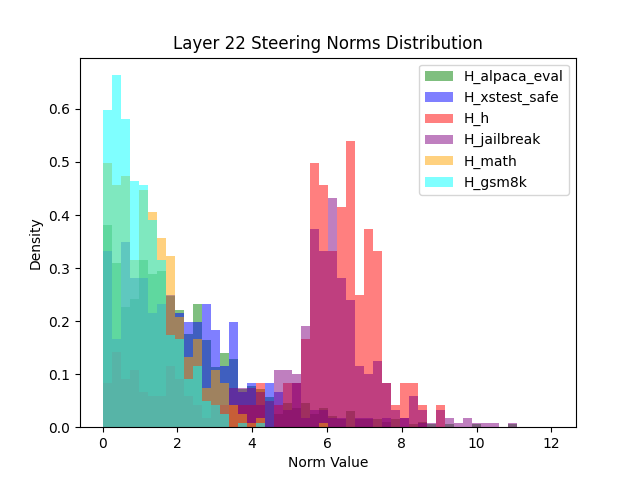 Layer 22 Steering Norms Distribution
H_alpaca_eval
H_xstest_safe
H_h
H_jailbreak
H_math
H_gsm8k
Density
0.6
0.5
0.4
0.3
0.2
0.1
0.0
0 2 4 6 8 10 12
Norm Value